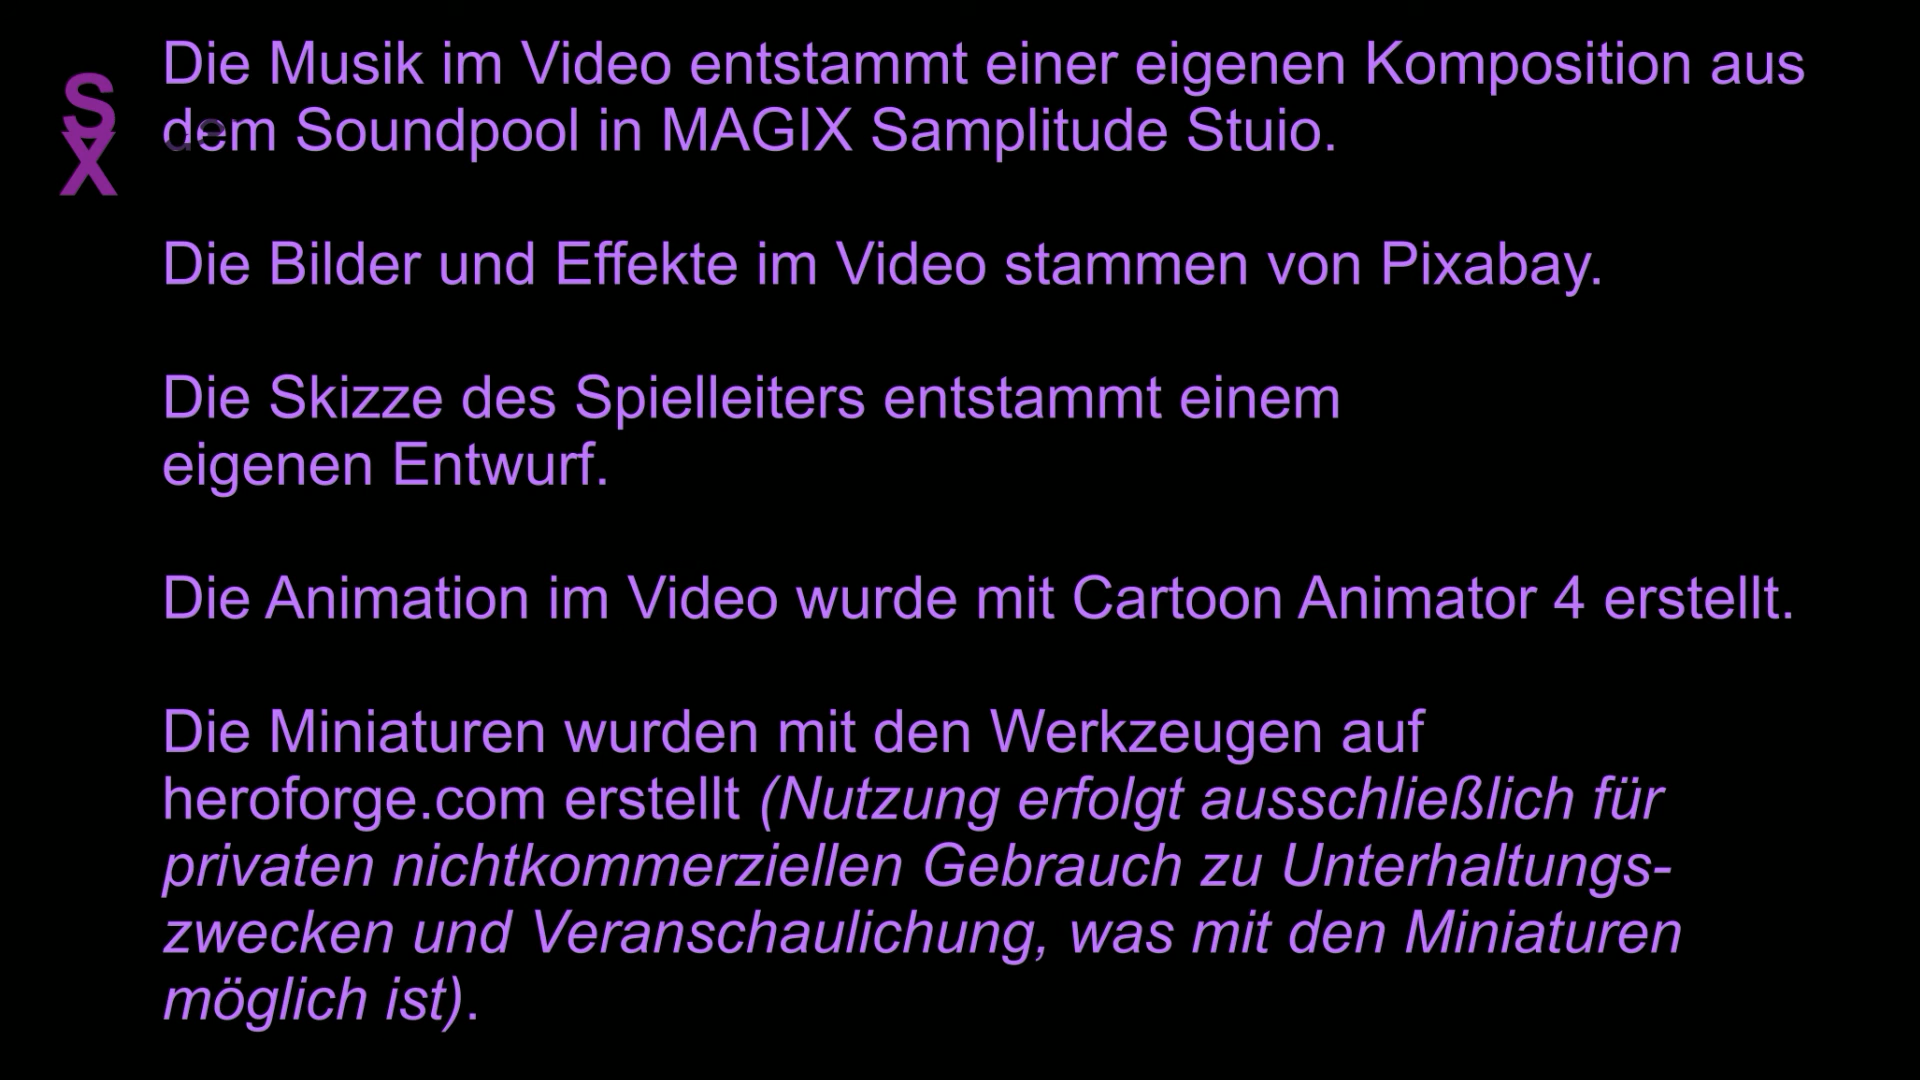 S
X
Die Musik im Video entstammt einer eigenen Komposition aus
dem Soundpool in MAGIX Samplitude Stuio.
Die Bilder und Effekte im Video stammen von Pixabay.
Die Skizze des Spielleiters entstammt einem
eigenen Entwurf.
Die Animation im Video wurde mit Cartoon Animator 4 erstellt.
Die Miniaturen wurden mit den Werkzeugen auf
heroforge.com erstellt (Nutzung erfolgt ausschließlich für
privaten nichtkommerziellen Gebrauch zu Unterhaltungs-
zwecken und Veranschaulichung, was mit den Miniaturen
möglich ist).